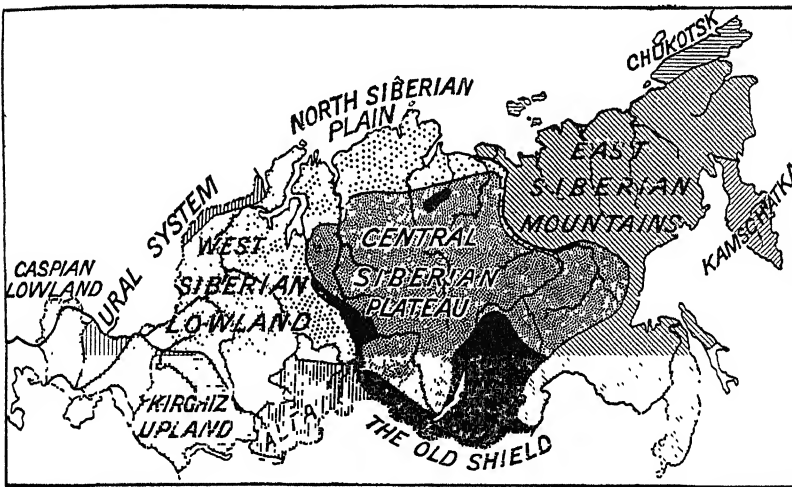 CHUKOTSK
NORTH SIBERIAN
PLAIN
EAST
SIBERIAN
MOUNTAINS
KAMSCHATKA
URAL SYSTEM
WEST
SIBERIAN
LOWLAND
CENTRAL
SIBERIAN
PLATEAU
CASPIAN
LOWLAND
KIRGHIZ
UPLAND
A
A
THE OLD SHIELD